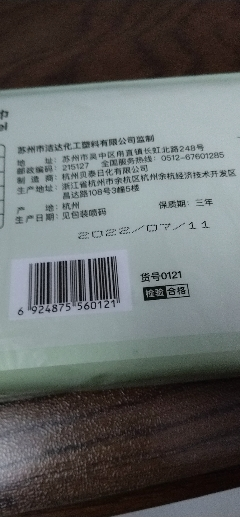 苏州市洁达化工塑料有限公司监制
地 址：苏州市吴中区甪直镇长虹北路248号
邮政编码：215127 全国服务热线：0512-67601285
制 造 商：杭州贝泰日化有限公司
生产地址：浙江省杭州市余杭区杭州余杭经济技术开发区
昌达路108号3幢5楼
产 地：杭州 保质期：三年
生产日期：见包装喷码
2022/07/11
货号0121
检验合格
6 924875 560121